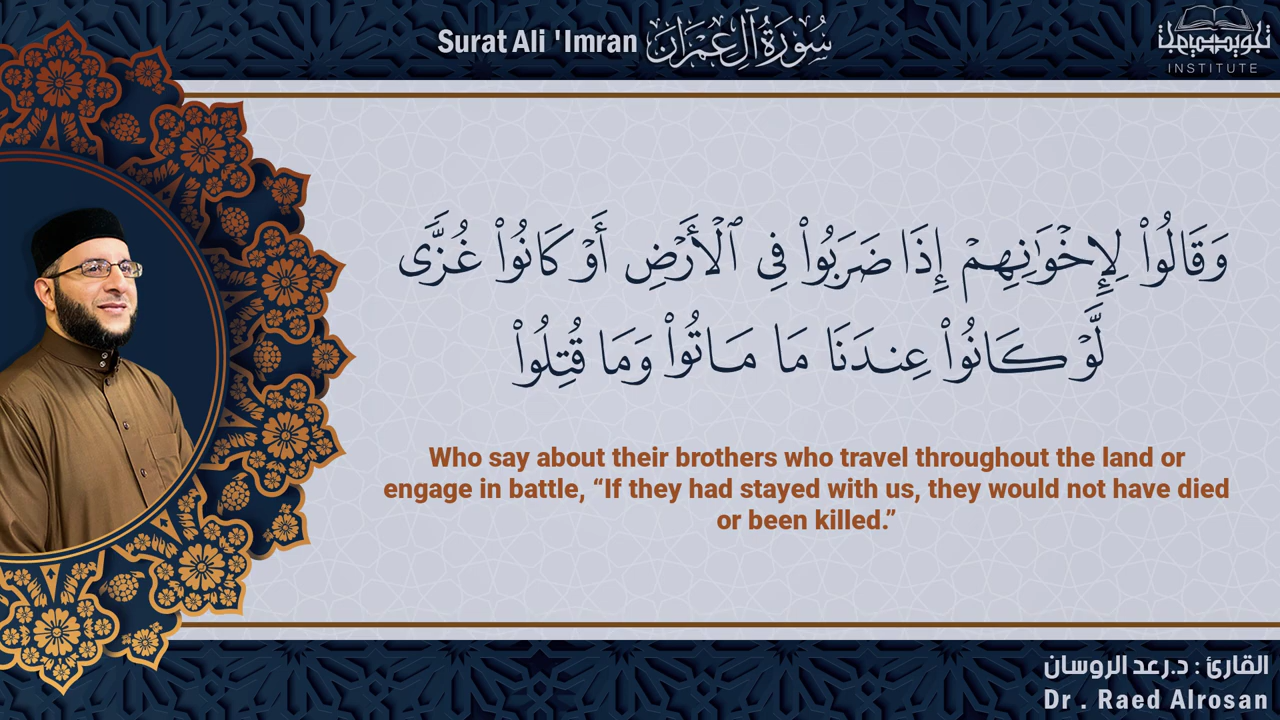 Surat Ali 'Imran سُورَةُ آلِ عِمْرَانَ
INSTITUTE
وَقَالُوا۟ لِإِخْوَٰنِهِمْ إِذَا ضَرَبُوا۟ فِى ٱلْأَرْضِ أَوْ كَانُوا۟ غُزًّى
لَّوْ كَانُوا۟ عِندَنَا مَا مَاتُوا۟ وَمَا قُتِلُوا۟
Who say about their brothers who travel throughout the land or
engage in battle, “If they had stayed with us, they would not have died
or been killed.”
القارئ : د.رعد الروسان
Dr . Raed Alrosan